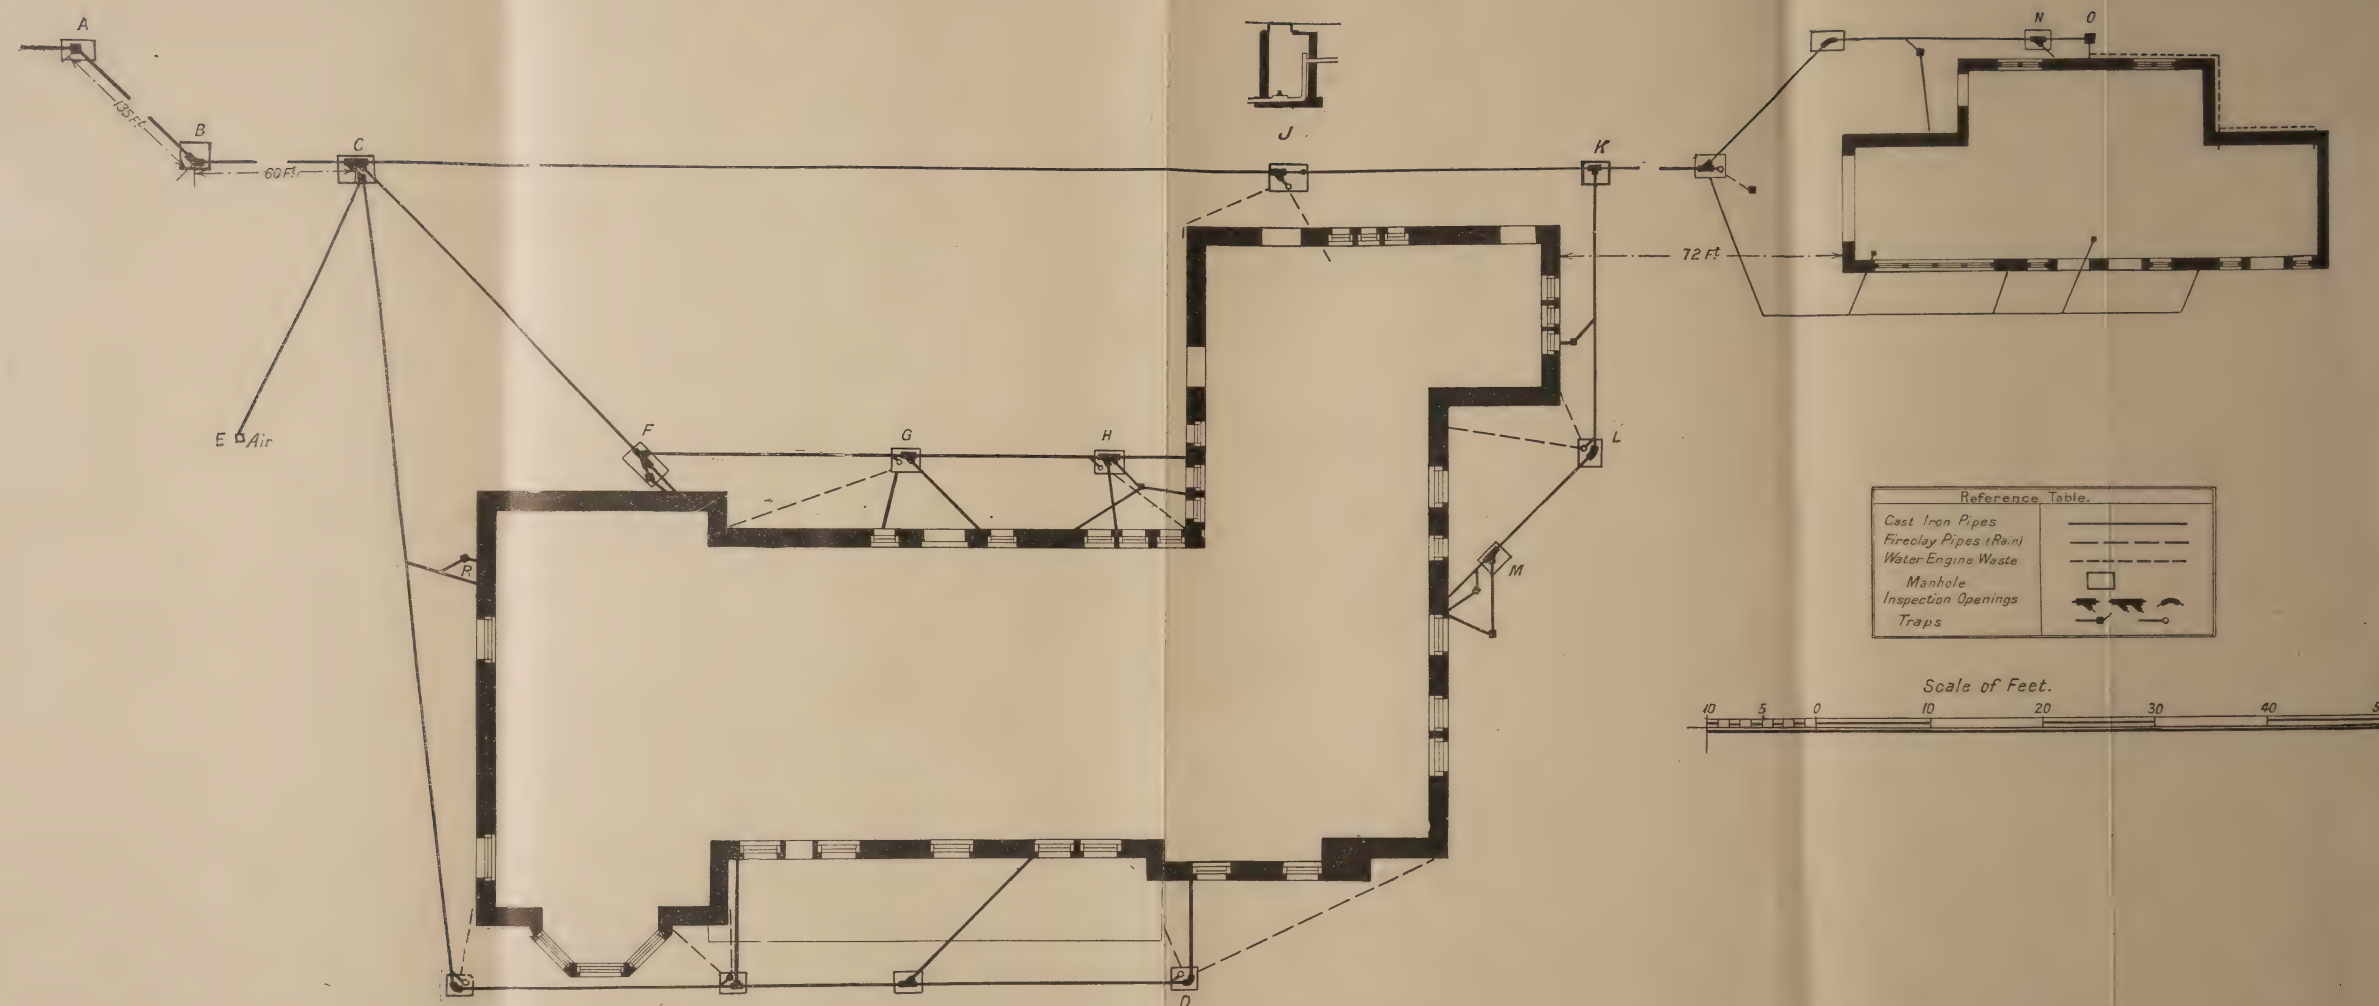 A
135 Ft.
B
60 Ft.
C
J
K
N
O
72 Ft.
E Air
F
G
H
L
M
R
D
Reference Table.
Cast Iron Pipes
Fireclay Pipes (Rain)
Water Engine Waste
Manhole
Inspection Openings
Traps
Scale of Feet.
10 5 0 10 20 30 40 5